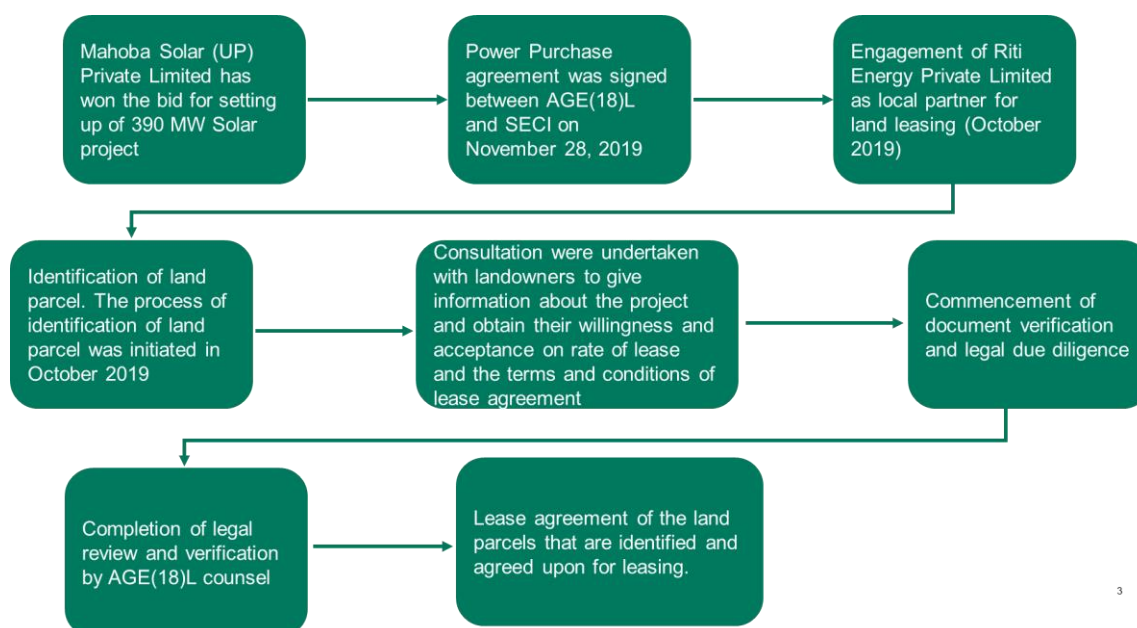 Mahoba Solar (UP)
Private Limited has
won the bid for setting
up of 390 MW Solar
project
Power Purchase
agreement was signed
between AGE(18)L
and SECI on
November 28, 2019
Engagement of Riti
Energy Private Limited
as local partner for
land leasing (October
2019)
Identification of land
parcel. The process of
identification of land
parcel was initiated in
October 2019
Consultation were undertaken
with landowners to give
information about the project
and obtain their willingness and
acceptance on rate of lease
and the terms and conditions of
lease agreement
Commencement of
document verification
and legal due diligence
Completion of legal
review and verification
by AGE(18)L counsel
Lease agreement of the land
parcels that are identified and
agreed upon for leasing.
3